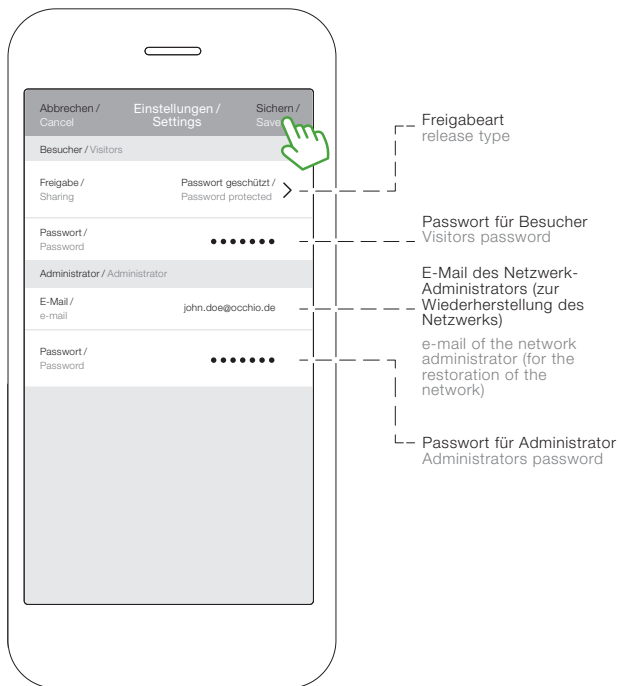 Abbrechen /
Cancel
Einstellungen /
Settings
Sichern /
Save
Besucher / Visitors
Freigabe /
Sharing
Passwort geschützt /
Password protected
Passwort /
Password
•••••••
Administrator / Administrator
E-Mail /
e-mail
john.doe@occhio.de
Passwort /
Password
•••••••
Freigabeart
release type
Passwort für Besucher
Visitors password
E-Mail des Netzwerk-
Administrators (zur
Wiederherstellung des
Netzwerks)
e-mail of the network
administrator (for the
restoration of the
network)
Passwort für Administrator
Administrators password